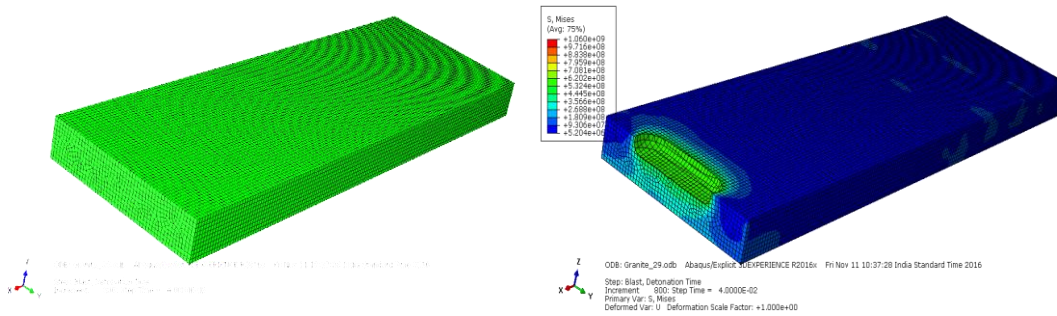 S, Mises
(Avg: 75%)
+1.060e+09
+9.716e+08
+8.838e+08
+7.959e+08
+7.081e+08
+6.202e+08
+5.324e+08
+4.445e+08
+3.566e+08
+2.688e+08
+1.809e+08
+9.306e+07
+5.204e+06
X
Y
Z
X
Y
ODB: Granite_29.odb Abaqus/Explicit 3DEXPERIENCE R2016x Fri Nov 11 10:37:28 India Standard Time 2016
Step: Blast, Detonation Time
Increment 800: Step Time = 4.0000E-02
Primary Var: S, Mises
Deformed Var: U Deformation Scale Factor: +1.000e+00